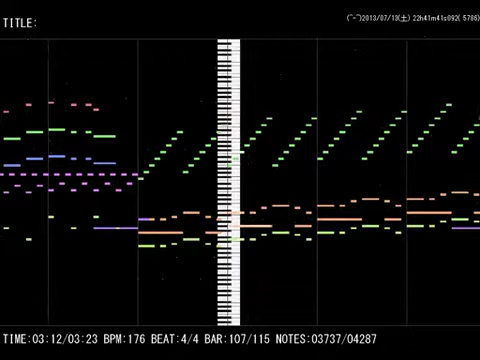 TITLE:
(^-^)2013/07/13(土) 22h41m41s092( 5786)
TIME:03:12/03:23 BPM:176 BEAT:4/4 BAR:107/115 NOTES:03737/04287